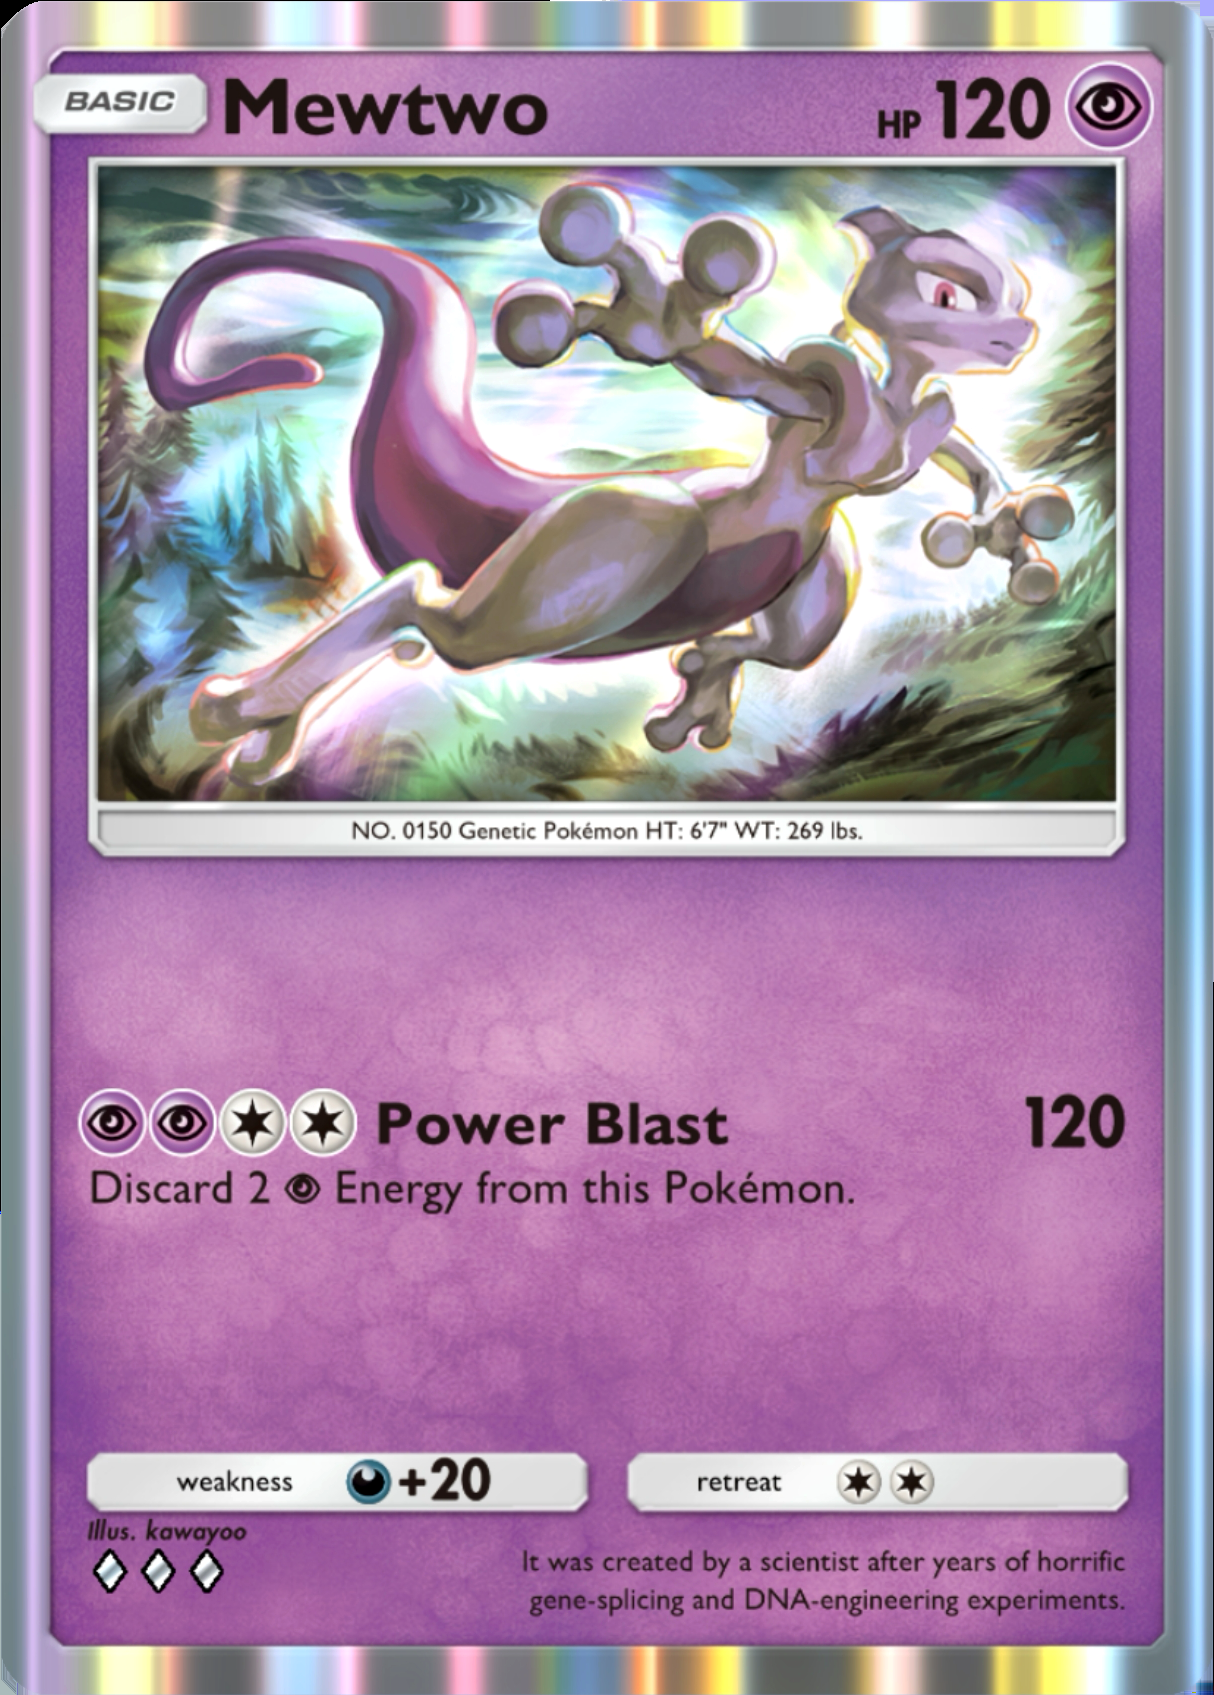 BASIC Mewtwo HP 120
NO. 0150 Genetic Pokémon HT: 6'7" WT: 269 lbs.
Power Blast 120
Discard 2 Energy from this Pokémon.
weakness +20 retreat
Illus. kawayoo
It was created by a scientist after years of horrific
gene-splicing and DNA-engineering experiments.